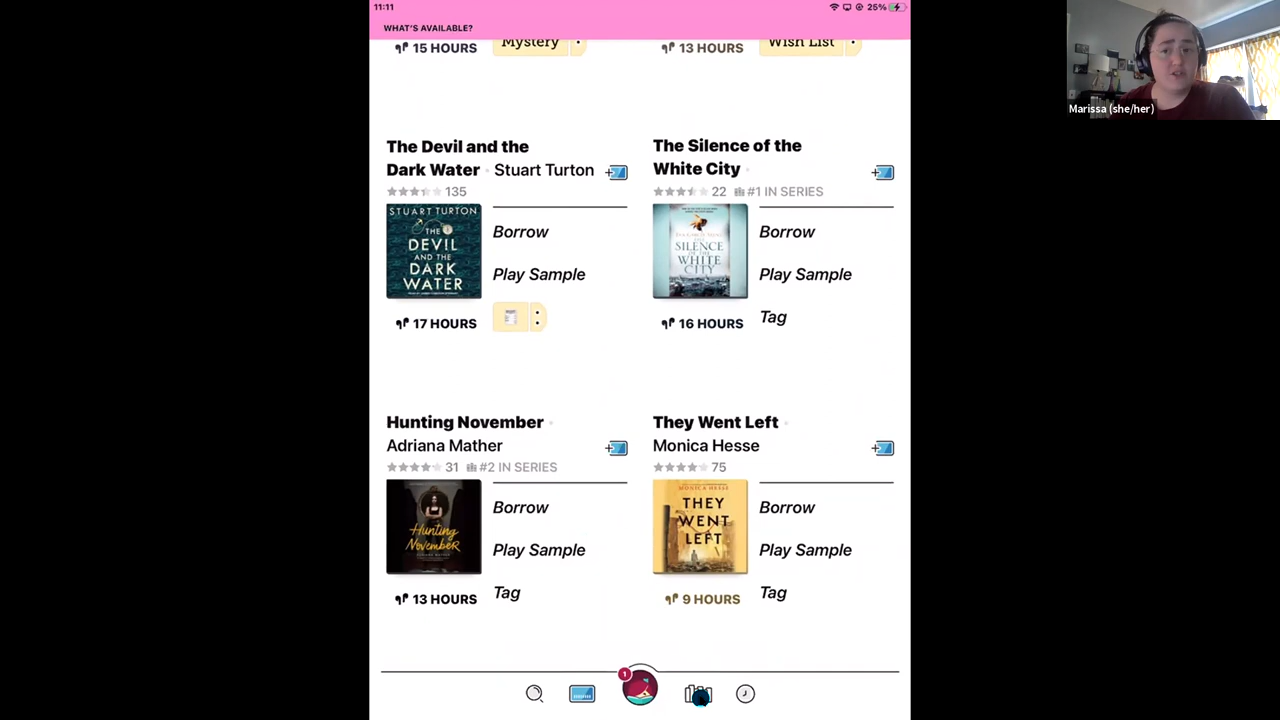 11:11
25%
WHAT'S AVAILABLE?
15 HOURS
Mystery
13 HOURS
Wish List
Marissa (she/her)
The Devil and the
Dark Water · Stuart Turton
135
STUART TURTON
THE
DEVIL
AND THE
DARK
WATER
Borrow
Play Sample
17 HOURS
The Silence of the
White City ·
22 #1 IN SERIES
THE
SILENCE
OF THE
WHITE
CITY
Borrow
Play Sample
Tag
16 HOURS
Hunting November ·
Adriana Mather
31 #2 IN SERIES
Hunting
November
Borrow
Play Sample
Tag
13 HOURS
They Went Left ·
Monica Hesse
75
MONICA HESSE
THEY
WENT
LEFT
Borrow
Play Sample
Tag
9 HOURS
1